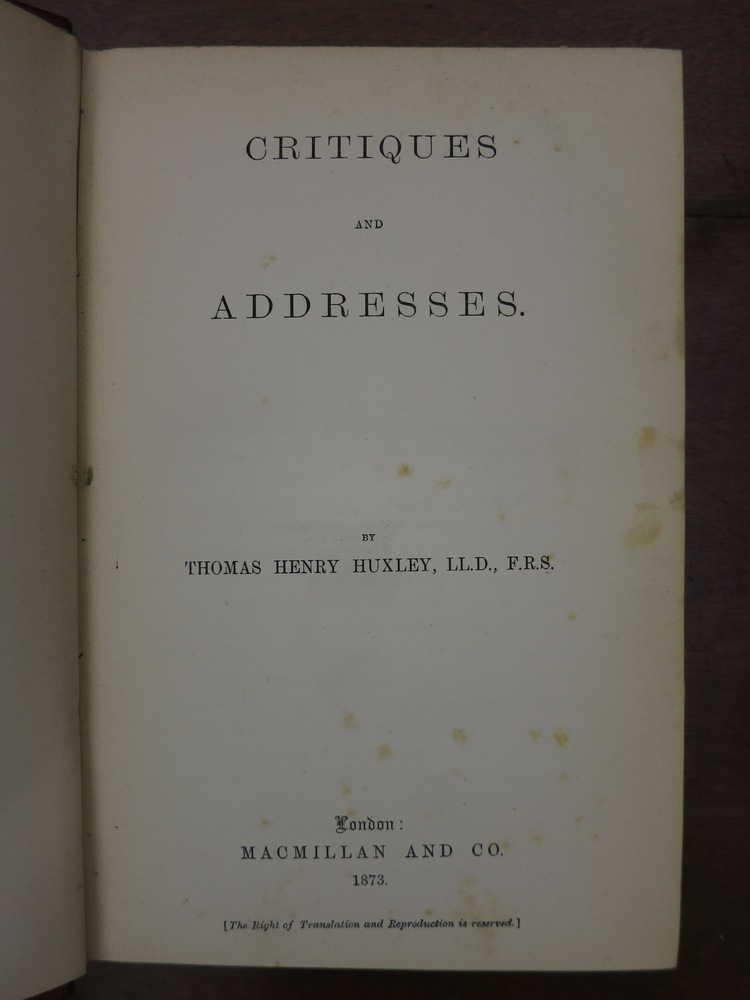 CRITIQUES
AND
ADDRESSES.
BY
THOMAS HENRY HUXLEY, LL.D., F.R.S.
London:
MACMILLAN AND CO.
1873.
[The Right of Translation and Reproduction is reserved.]